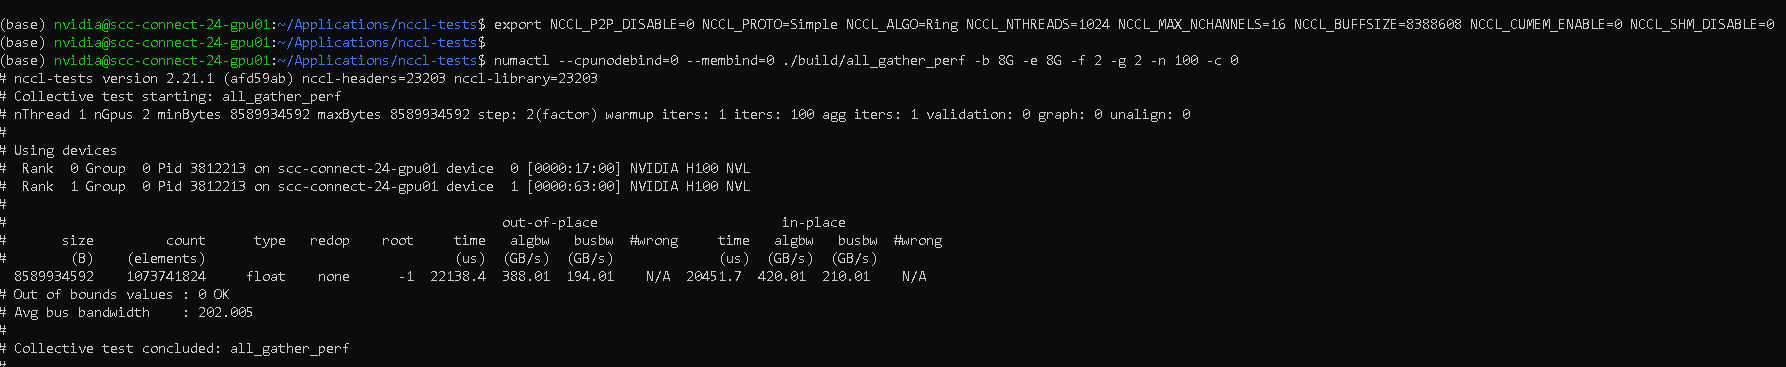 (base) nvidia@scc-connect-24-gpu01:~/Applications/nccl-tests$ export NCCL_P2P_DISABLE=0 NCCL_PROTO=Simple NCCL_ALGO=Ring NCCL_NTHREADS=1024 NCCL_MAX_NCHANNELS=16 NCCL_BUFFSIZE=8388608 NCCL_CUMEM_ENABLE=0 NCCL_SHM_DISABLE=0
(base) nvidia@scc-connect-24-gpu01:~/Applications/nccl-tests$
(base) nvidia@scc-connect-24-gpu01:~/Applications/nccl-tests$ numactl --cpunodebind=0 --membind=0 ./build/all_gather_perf -b 8G -e 8G -f 2 -g 2 -n 100 -c 0
# nccl-tests version 2.21.1 (afd59ab) nccl-headers=23203 nccl-library=23203
# Collective test starting: all_gather_perf
# nThread 1 nGpus 2 minBytes 8589934592 maxBytes 8589934592 step: 2(factor) warmup iters: 1 iters: 100 agg iters: 1 validation: 0 graph: 0 unalign: 0
#
# Using devices
#  Rank  0 Group  0 Pid 3812213 on scc-connect-24-gpu01 device  0 [0000:17:00] NVIDIA H100 NVL
#  Rank  1 Group  0 Pid 3812213 on scc-connect-24-gpu01 device  1 [0000:63:00] NVIDIA H100 NVL
#
#                                                              out-of-place                       in-place
#       size         count      type   redop    root     time   algbw   busbw  #wrong     time   algbw   busbw  #wrong
#        (B)    (elements)                               (us)  (GB/s)  (GB/s)             (us)  (GB/s)  (GB/s)
  8589934592    1073741824     float    none      -1  22138.4  388.01  194.01     N/A  20451.7  420.01  210.01     N/A
# Out of bounds values : 0 OK
# Avg bus bandwidth    : 202.005
#
# Collective test concluded: all_gather_perf
#